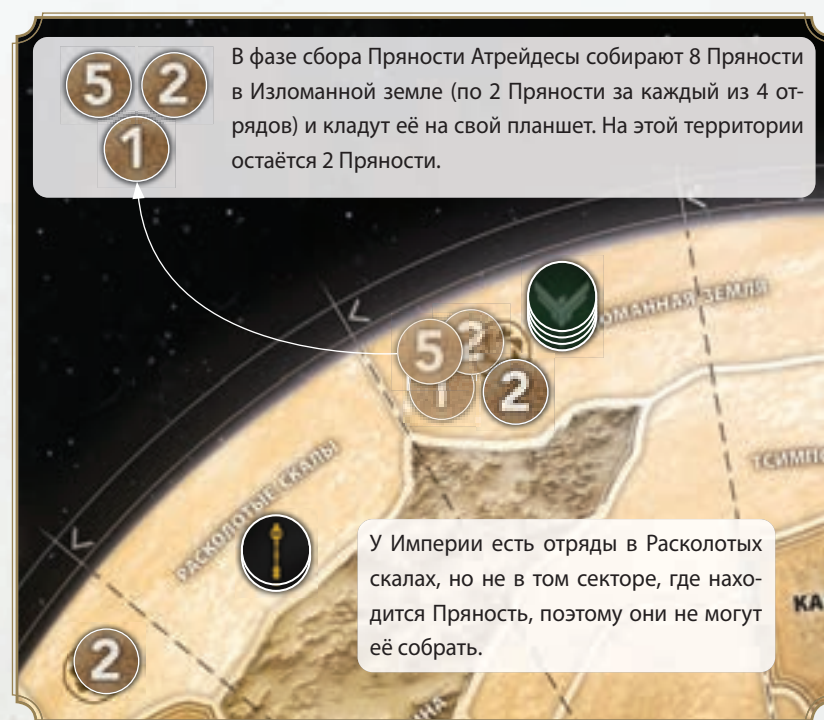 5 2
1
В фазе сбора Пряности Атрейдесы собирают 8 Пряности
в Изломанной земле (по 2 Пряности за каждый из 4 от-
рядов) и кладут её на свой планшет. На этой территории
остаётся 2 Пряности.
ОМАННАЯ ЗЕМЛЯ
5 2
1 2
ТСИМПО
РАСКОЛОТЫЕ СКАЛЫ
У Империи есть отряды в Расколотых
скалах, но не в том секторе, где нахо-
дится Пряность, поэтому они не могут
её собрать.
КА
2
ИНА